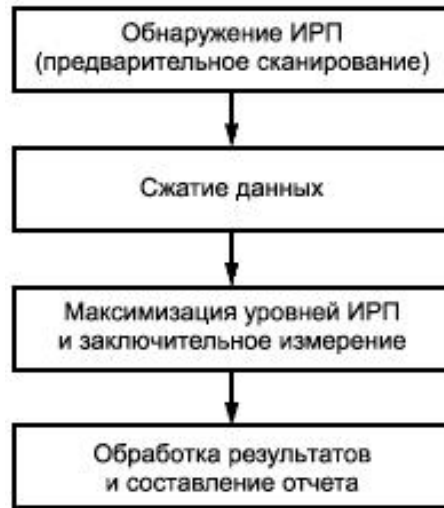 Обнаружение ИРП
(предварительное сканирование)
Сжатие данных
Максимизация уровней ИРП
и заключительное измерение
Обработка результатов
и составление отчета